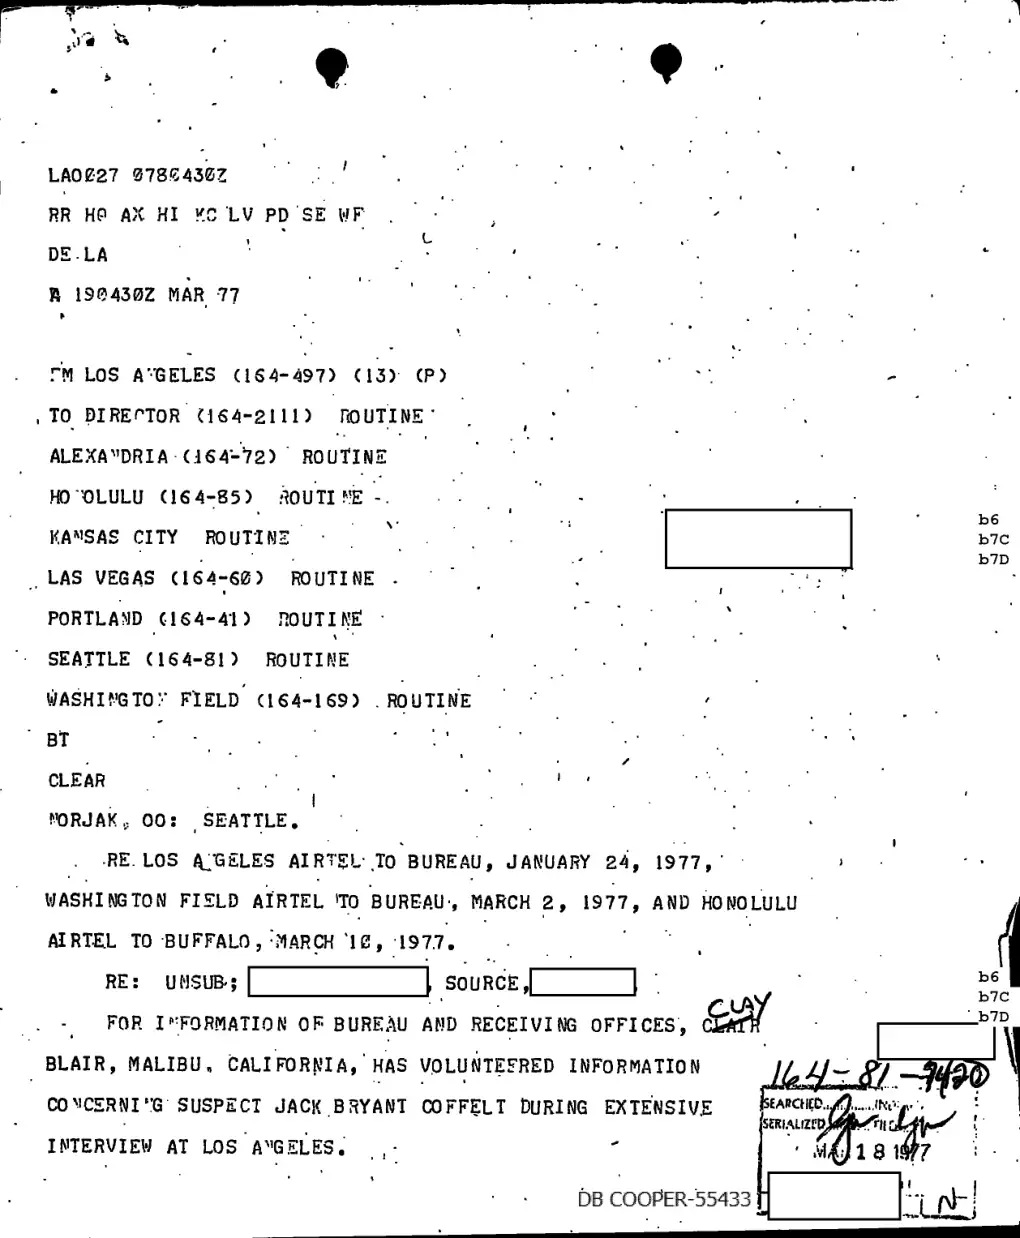 LAO027 0780430Z
RR HQ AX HI KC LV PD SE WF
DE LA
R 190430Z MAR 77
FM LOS ANGELES (164-497) (13) (P)
TO DIRECTOR (164-2111) ROUTINE
ALEXANDRIA (164-72) ROUTINE
HONOLULU (164-85) ROUTINE
KANSAS CITY ROUTINE
b6
b7C
b7D
LAS VEGAS (164-60) ROUTINE
PORTLAND (164-41) ROUTINE
SEATTLE (164-81) ROUTINE
WASHINGTON FIELD (164-169) ROUTINE
BT
CLEAR
NORJAK, OO: SEATTLE.
RE LOS ANGELES AIRTEL TO BUREAU, JANUARY 24, 1977,
WASHINGTON FIELD AIRTEL TO BUREAU, MARCH 2, 1977, AND HONOLULU
AIRTEL TO BUFFALO, MARCH 10, 1977.
RE: UNSUB; , SOURCE,
b6
b7C
b7D
CLAY
FOR INFORMATION OF BUREAU AND RECEIVING OFFICES, CLAIR
BLAIR, MALIBU, CALIFORNIA, HAS VOLUNTEERED INFORMATION
CONCERNING SUSPECT JACK BRYANT COFFELT DURING EXTENSIVE
INTERVIEW AT LOS ANGELES.
164-81-7420
SEARCHED
SERIALIZED
MAR 18 1977
DB COOPER-55433